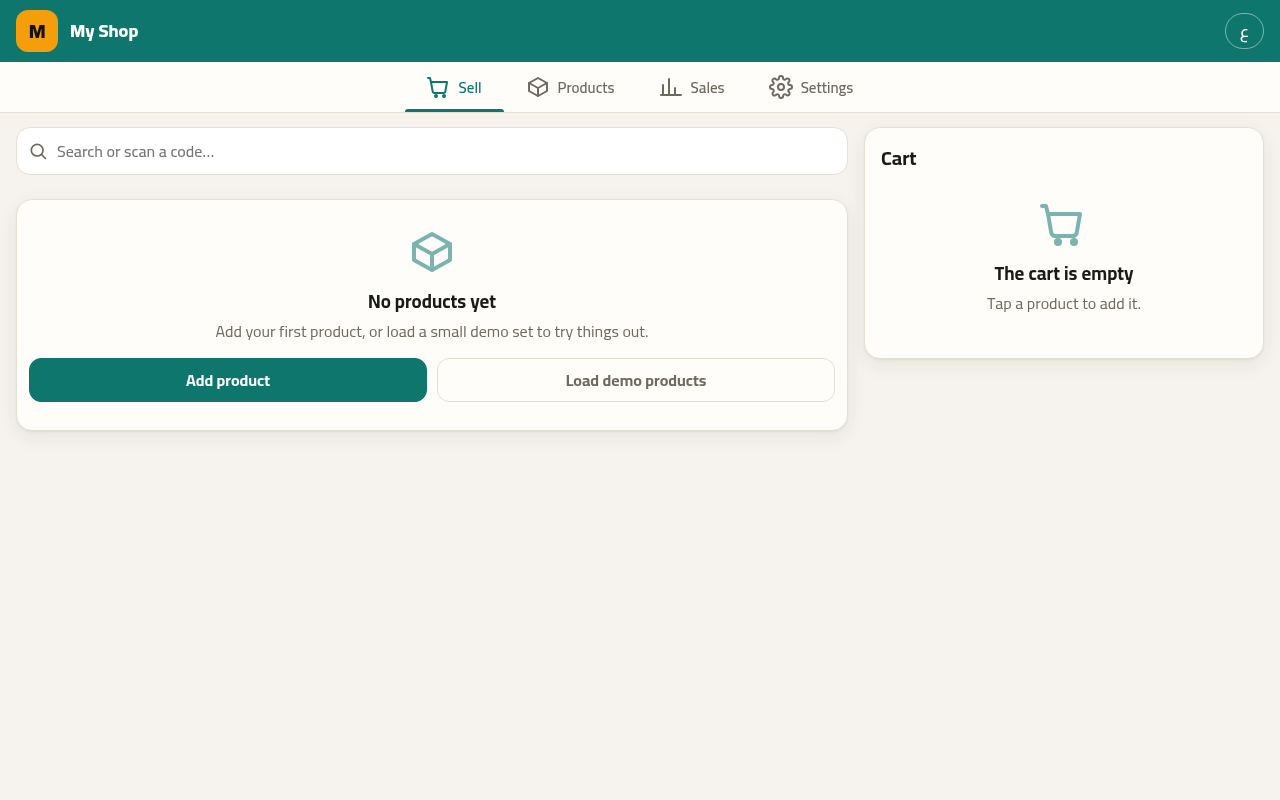 M
My Shop
ع
Sell
Products
Sales
Settings
Search or scan a code...
Cart
The cart is empty
Tap a product to add it.
No products yet
Add your first product, or load a small demo set to try things out.
Add product
Load demo products